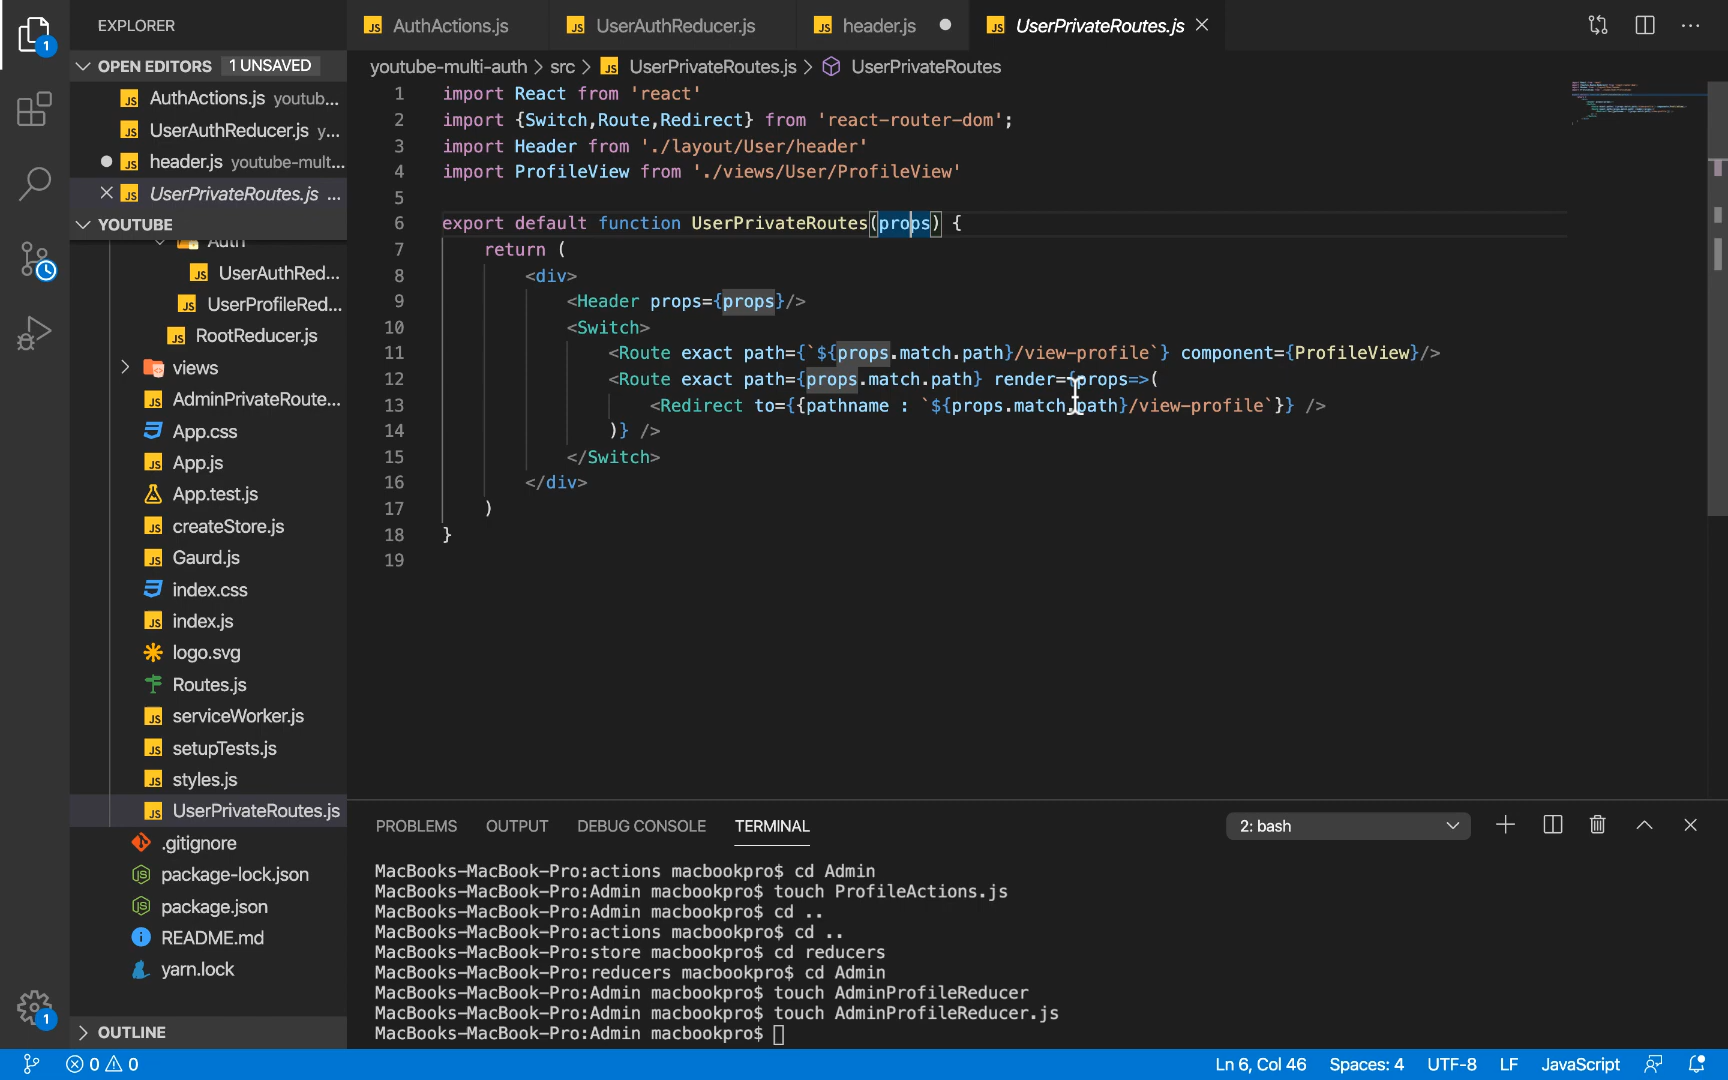 EXPLORER
OPEN EDITORS 1 UNSAVED
AuthActions.js youtub...
UserAuthReducer.js y...
header.js youtube-mult...
UserPrivateRoutes.js ...
YOUTUBE
Auth
UserAuthRed...
UserProfileRed...
RootReducer.js
views
AdminPrivateRoute...
App.css
App.js
App.test.js
createStore.js
Gaurd.js
index.css
index.js
logo.svg
Routes.js
serviceWorker.js
setupTests.js
styles.js
UserPrivateRoutes.js
.gitignore
package-lock.json
package.json
README.md
yarn.lock
OUTLINE
AuthActions.js UserAuthReducer.js header.js UserPrivateRoutes.js
youtube-multi-auth > src > UserPrivateRoutes.js > UserPrivateRoutes
1 import React from 'react'
2 import {Switch,Route,Redirect} from 'react-router-dom';
3 import Header from './layout/User/header'
4 import ProfileView from './views/User/ProfileView'
5
6 export default function UserPrivateRoutes(props) {
7 return (
8 <div>
9 <Header props={props}/>
10 <Switch>
11 <Route exact path={`${props.match.path}/view-profile`} component={ProfileView}/>
12 <Route exact path={props.match.path} render={props=>(
13 <Redirect to={{pathname : `${props.match.path}/view-profile`}} />
14 )} />
15 </Switch>
16 </div>
17 )
18 }
19
PROBLEMS OUTPUT DEBUG CONSOLE TERMINAL 2: bash
MacBooks-MacBook-Pro:actions macbookpro$ cd Admin
MacBooks-MacBook-Pro:Admin macbookpro$ touch ProfileActions.js
MacBooks-MacBook-Pro:Admin macbookpro$ cd ..
MacBooks-MacBook-Pro:actions macbookpro$ cd ..
MacBooks-MacBook-Pro:store macbookpro$ cd reducers
MacBooks-MacBook-Pro:reducers macbookpro$ cd Admin
MacBooks-MacBook-Pro:Admin macbookpro$ touch AdminProfileReducer
MacBooks-MacBook-Pro:Admin macbookpro$ touch AdminProfileReducer.js
MacBooks-MacBook-Pro:Admin macbookpro$
1
1
0 0 Ln 6, Col 46 Spaces: 4 UTF-8 LF JavaScript